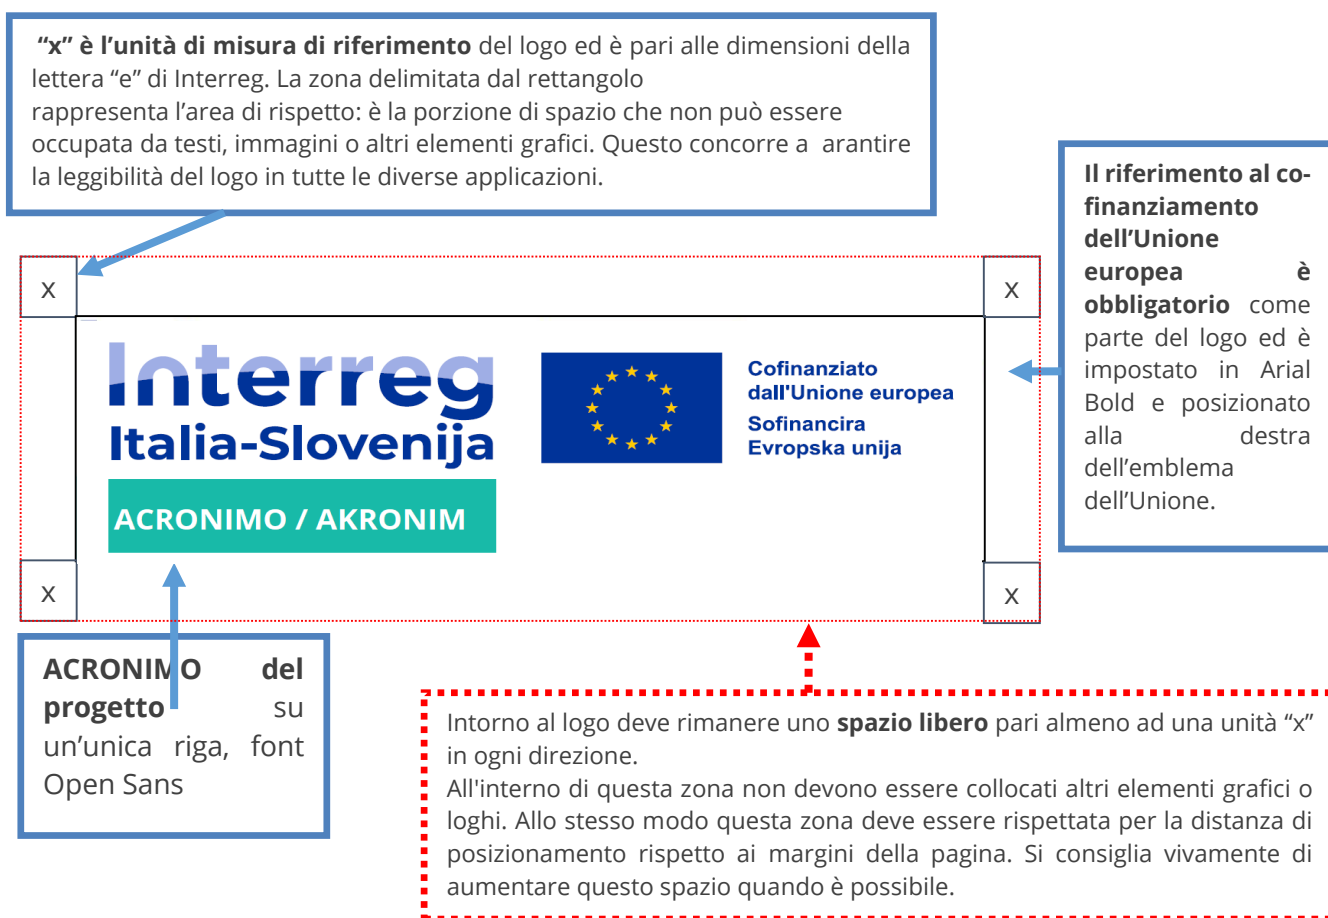 “x” è l’unità di misura di riferimento del logo ed è pari alle dimensioni della
lettera “e” di Interreg. La zona delimitata dal rettangolo
rappresenta l’area di rispetto: è la porzione di spazio che non può essere
occupata da testi, immagini o altri elementi grafici. Questo concorre a arantire
la leggibilità del logo in tutte le diverse applicazioni.
Il riferimento al co-
finanziamento
dell’Unione
europea è
obbligatorio come
parte del logo ed è
impostato in Arial
Bold e posizionato
alla destra
dell’emblema
dell’Unione.
x
x
Interreg
Italia-Slovenija
ACRONIMO / AKRONIM
Cofinanziato
dall'Unione europea
Sofinancira
Evropska unija
x
x
ACRONIMO del
progetto su
un’unica riga, font
Open Sans
Intorno al logo deve rimanere uno spazio libero pari almeno ad una unità “x”
in ogni direzione.
All'interno di questa zona non devono essere collocati altri elementi grafici o
loghi. Allo stesso modo questa zona deve essere rispettata per la distanza di
posizionamento rispetto ai margini della pagina. Si consiglia vivamente di
aumentare questo spazio quando è possibile.